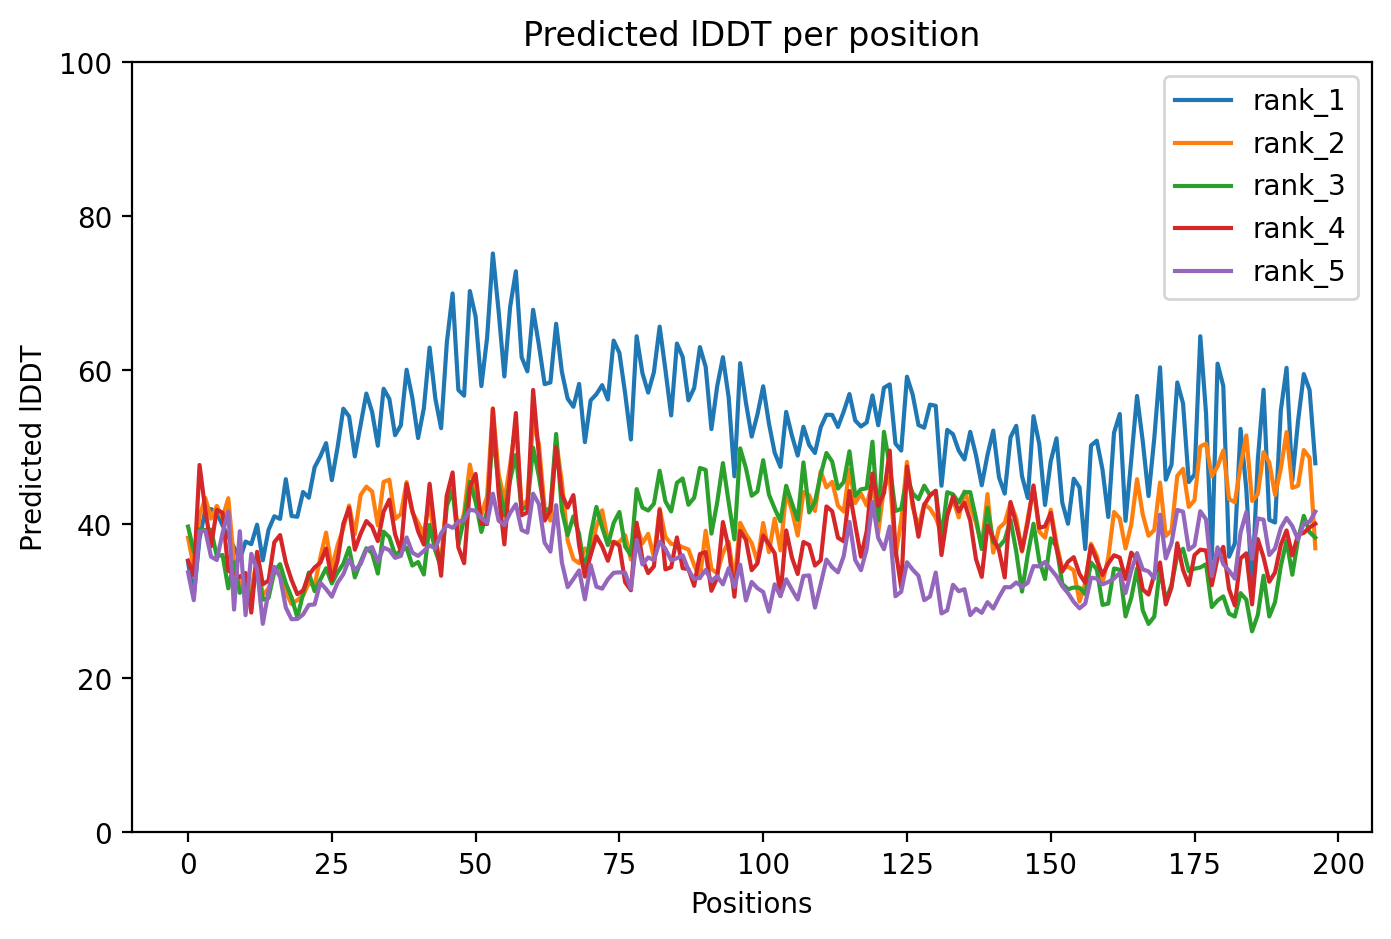 Predicted lDDT per position
100
80
60
40
20
0
Predicted lDDT
0 25 50 75 100 125 150 175 200
Positions
rank_1
rank_2
rank_3
rank_4
rank_5